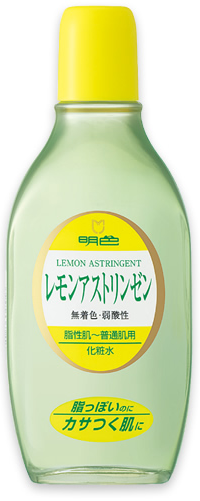 明色
LEMON ASTRINGENT
レモンアストリンゼン
無着色・弱酸性
脂性肌〜普通肌用
化粧水
脂っぽいのに
カサつく肌に